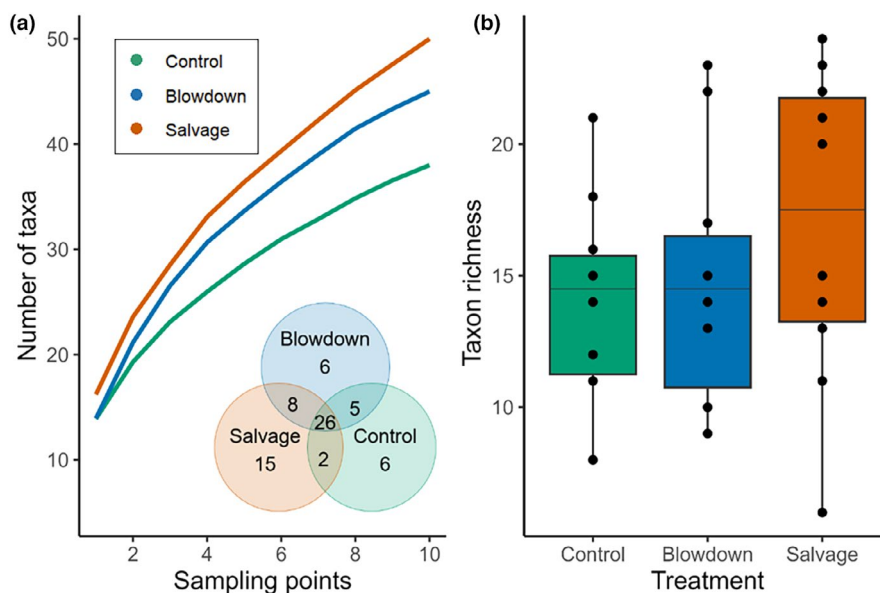 (a)
50
40
30
20
10
Number of taxa
Control
Blowdown
Salvage
Blowdown
6
8
5
26
Salvage
Control
15
2
6
2
4
6
8
10
Sampling points
(b)
20
15
10
Taxon richness
Control
Blowdown
Salvage
Treatment